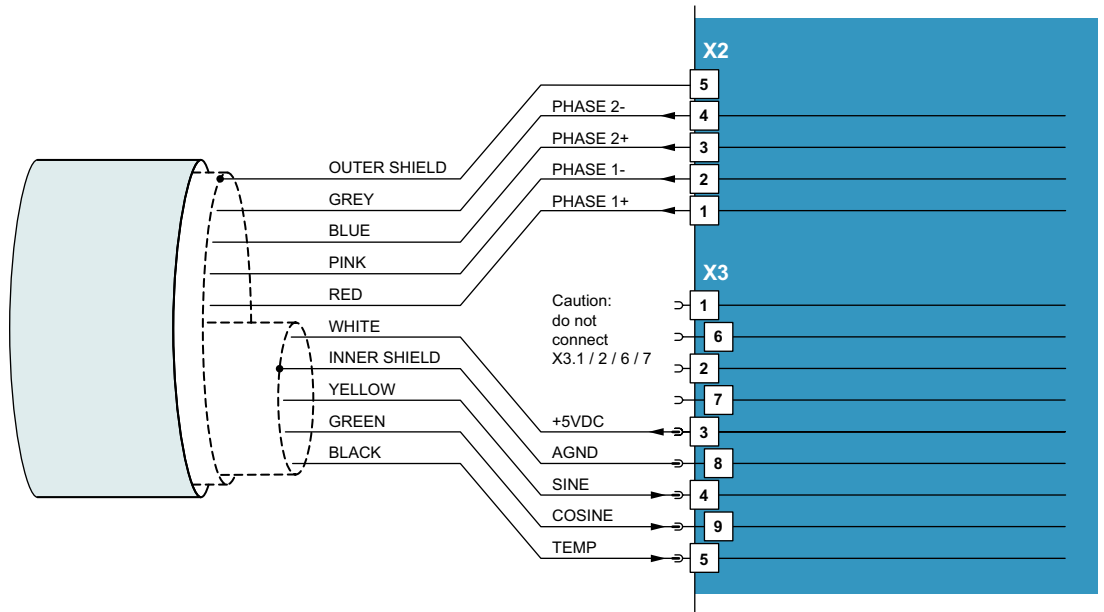 X2
5
PHASE 2- 4
PHASE 2+ 3
OUTER SHIELD PHASE 1- 2
GREY PHASE 1+ 1
BLUE
PINK X3
RED Caution: 1
WHITE do not 6
INNER SHIELD connect 2
YELLOW X3.1 / 2 / 6 / 7 7
GREEN +5VDC 3
BLACK AGND 8
SINE 4
COSINE 9
TEMP 5